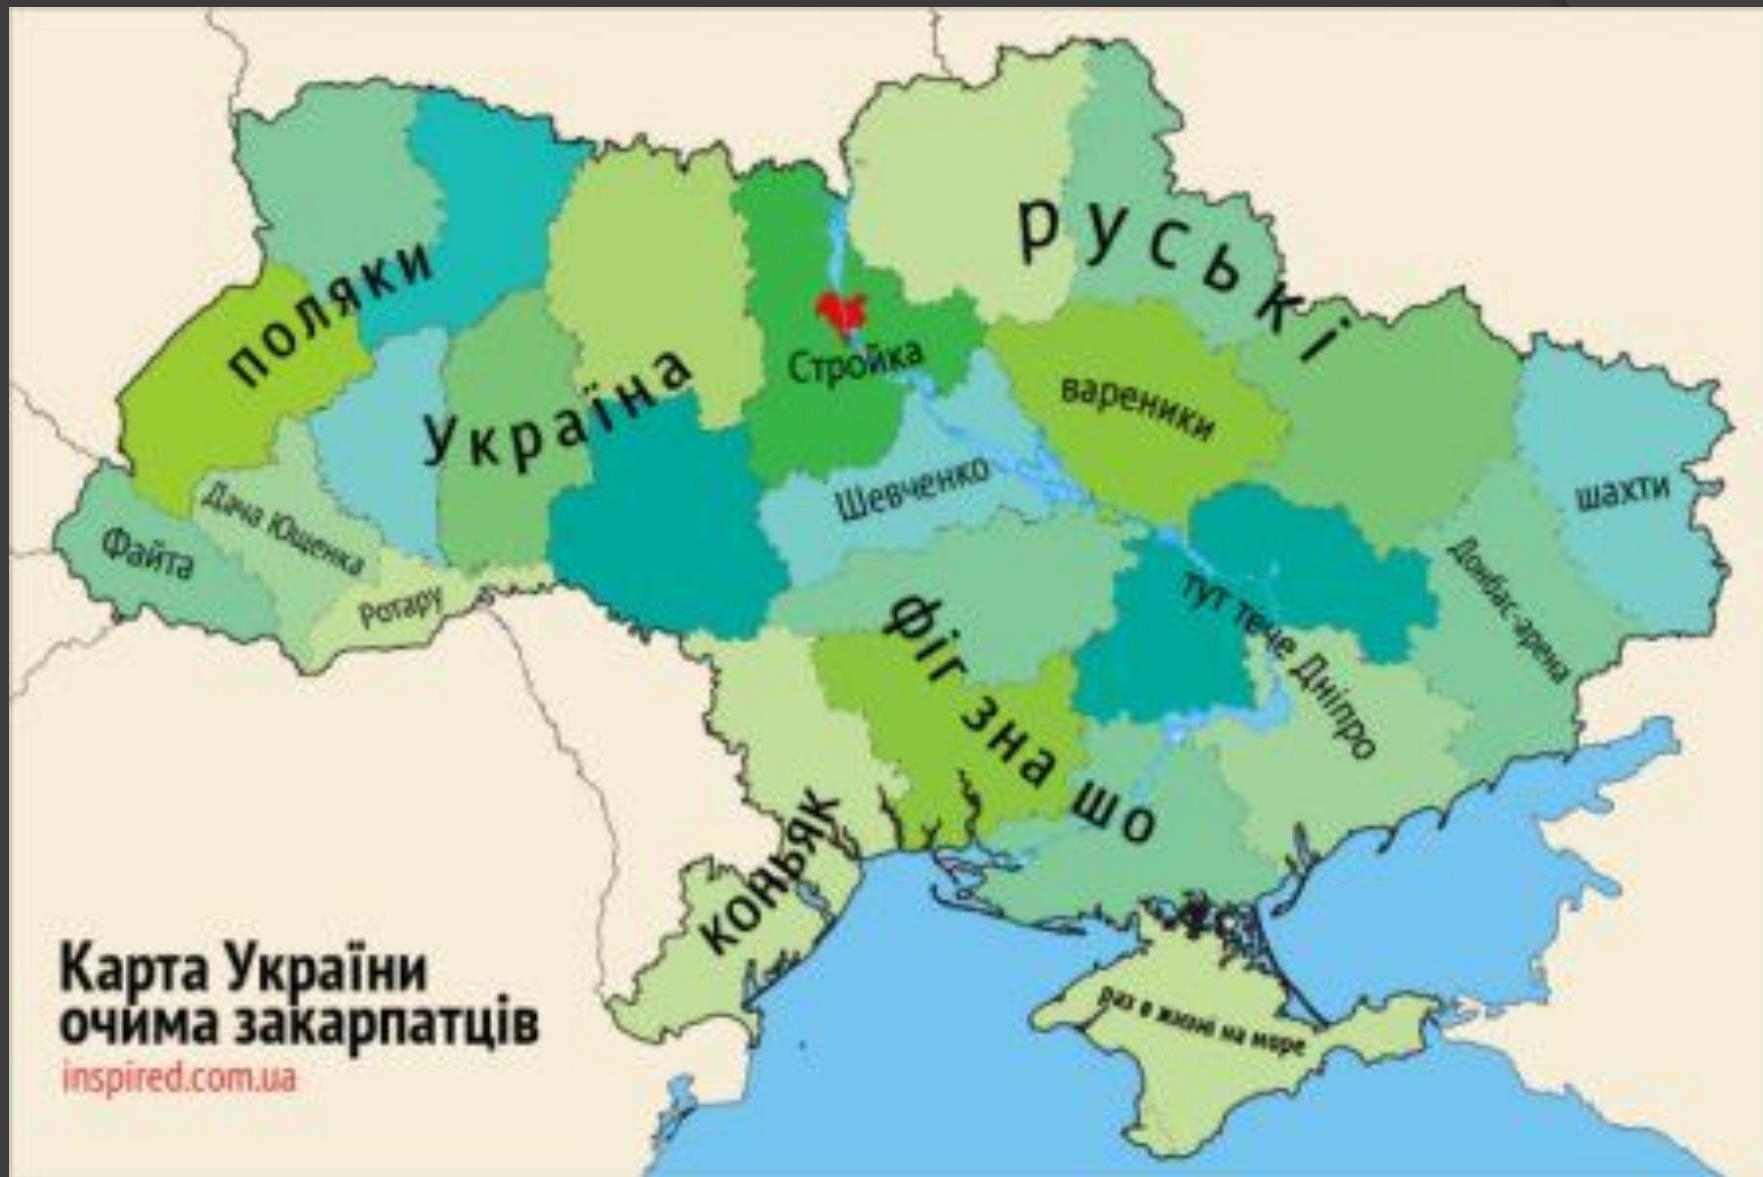 руські
поляки
Україна
Стройка
вареники
Шевченко
шахти
Дача Ющенка
Файта
Ротару
тут тече Дніпро
Донбас-арена
фіг зна шо
коньяк
раз в жизні на море
Карта України
очима закарпатців
inspired.com.ua